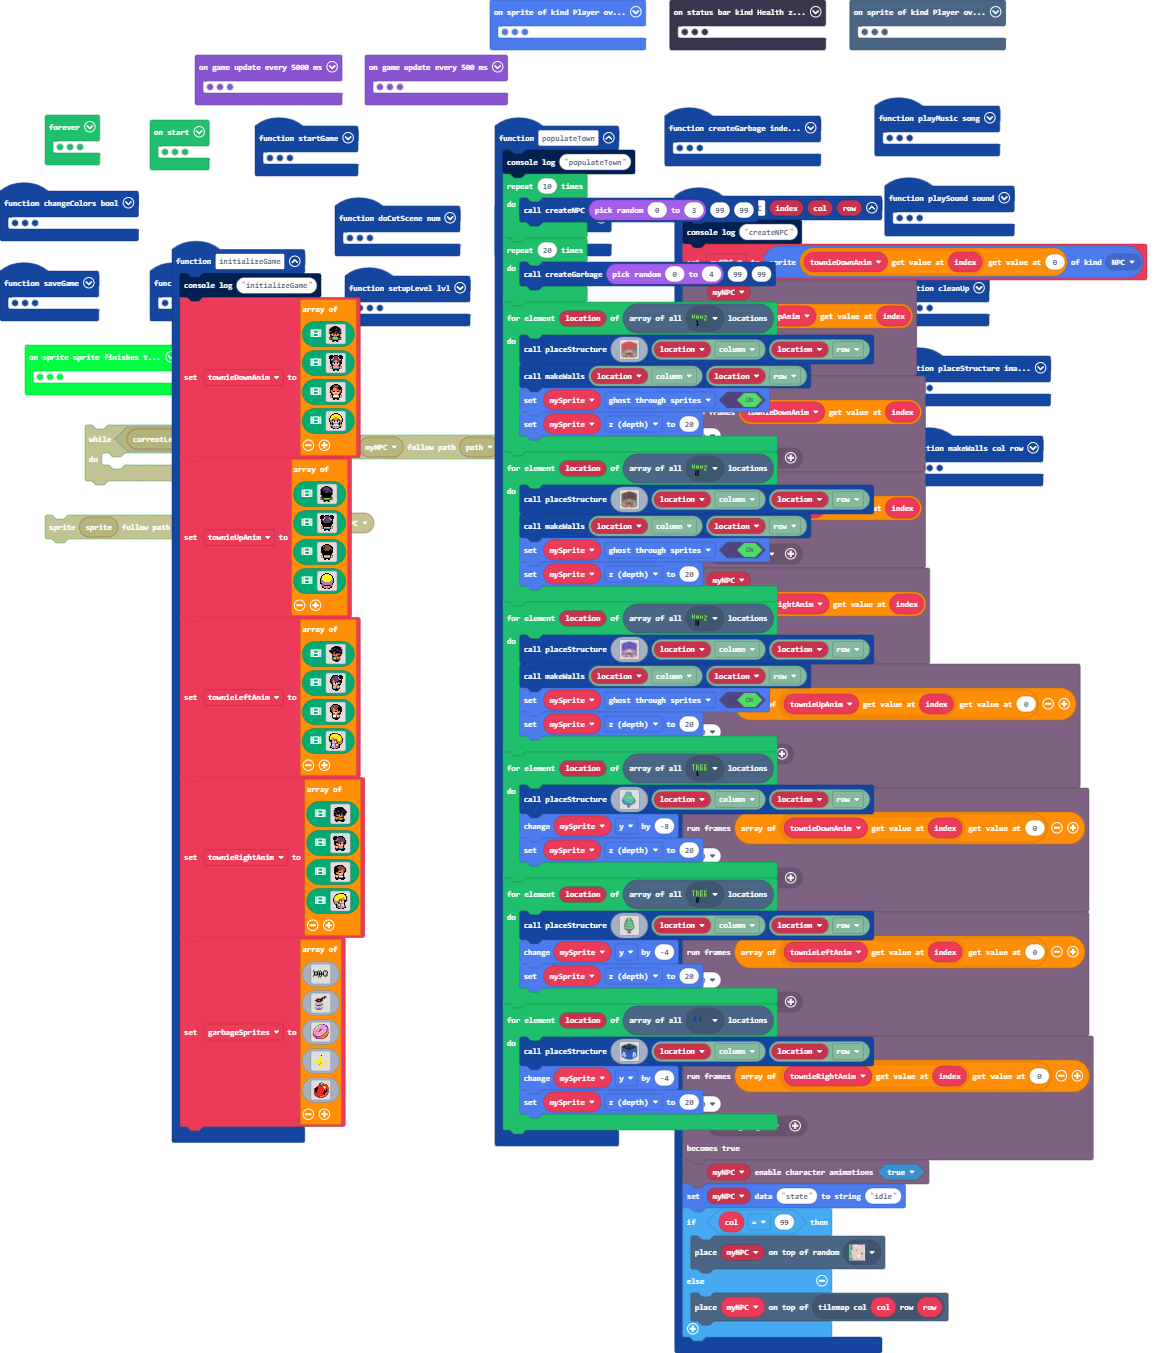 on sprite of kind Player ov...
on status bar kind Health z...
on sprite of kind Player ov...
on game update every 5000 ms
on game update every 500 ms
forever
on start
function startGame
function createGarbage inde...
function playMusic song
function changeColors bool
function doCutScene num
function playSound sound
function saveGame
func
function setupLevel lvl
tion cleanUp
on sprite sprite finishes t...
tion placeStructure ima...
tion makeWalls col row
while currentLe
do
myNPC follow path path
sprite sprite follow path
function initializeGame
console log "initializeGame"
set townieDownAnim to array of
set townieUpAnim to array of
set townieLeftAnim to array of
set townieRightAnim to array of
set garbageSprites to array of
function populateTown
console log "populateTown"
repeat 10 times
do call createNPC pick random 0 to 3 99 99
repeat 20 times
do call createGarbage pick random 0 to 4 99 99
for element location of array of all locations
do call placeStructure location column location row
call makeWalls location column location row
set mySprite ghost through sprites ON
set mySprite z (depth) to 20
for element location of array of all locations
do call placeStructure location column location row
call makeWalls location column location row
set mySprite ghost through sprites ON
set mySprite z (depth) to 20
for element location of array of all locations
do call placeStructure location column location row
call makeWalls location column location row
set mySprite ghost through sprites ON
set mySprite z (depth) to 20
for element location of array of all TREE locations
do call placeStructure location column location row
change mySprite y by -8
set mySprite z (depth) to 20
for element location of array of all TREE locations
do call placeStructure location column location row
change mySprite y by -4
set mySprite z (depth) to 20
for element location of array of all locations
do call placeStructure location column location row
change mySprite y by -4
set mySprite z (depth) to 20
index col row
console log "createNPC"
sprite townieDownAnim get value at index get value at 0 of kind NPC
myNPC
pAnim get value at index
frames townieDownAnim get value at index
at index
myNPC
ightAnim get value at index
of townieUpAnim get value at index get value at 0
run frames array of townieDownAnim get value at index get value at 0
run frames array of townieLeftAnim get value at index get value at 0
run frames array of townieRightAnim get value at index get value at 0
becomes true
myNPC enable character animations true
set myNPC data "state" to string "idle"
if col = 99 then
place myNPC on top of random
else
place myNPC on top of tilemap col col row row